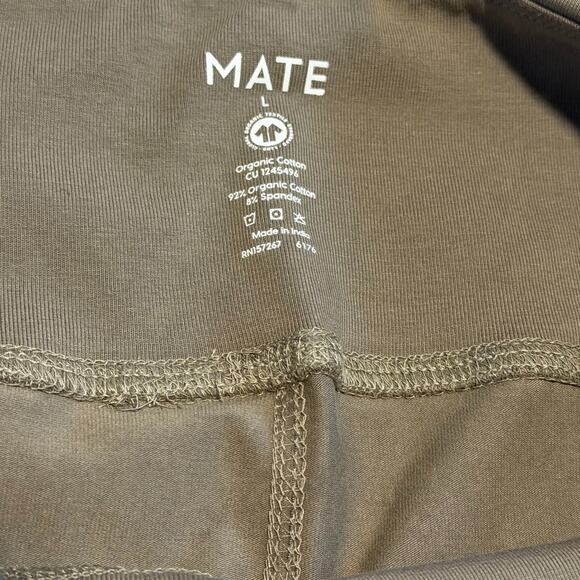 MATE
L
Organic Cotton
CU 1245496
92% Organic Cotton
8% Spandex
Made in India
RN157267 6176